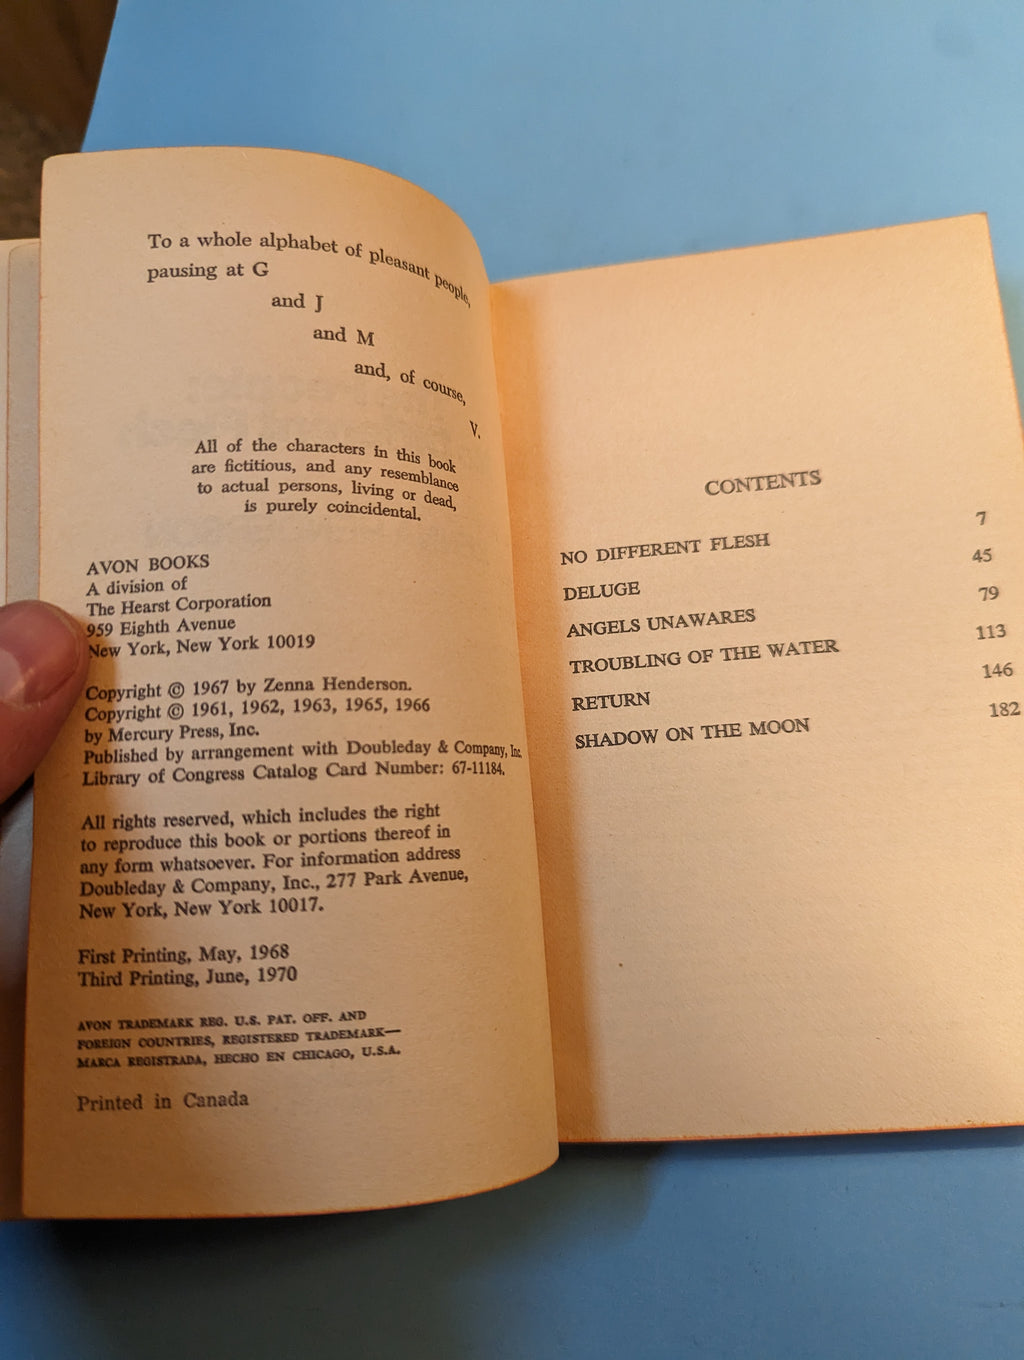 To a whole alphabet of pleasant people,
pausing at G
and J
and M
and, of course,
V.
All of the characters in this book
are fictitious, and any resemblance
to actual persons, living or dead,
is purely coincidental.
AVON BOOKS
A division of
The Hearst Corporation
959 Eighth Avenue
New York, New York 10019
Copyright © 1967 by Zenna Henderson.
Copyright © 1961, 1962, 1963, 1965, 1966
by Mercury Press, Inc.
Published by arrangement with Doubleday & Company, Inc.
Library of Congress Catalog Card Number: 67-11184.
All rights reserved, which includes the right
to reproduce this book or portions thereof in
any form whatsoever. For information address
Doubleday & Company, Inc., 277 Park Avenue,
New York, New York 10017.
First Printing, May, 1968
Third Printing, June, 1970
AVON TRADEMARK REG. U.S. PAT. OFF. AND
FOREIGN COUNTRIES, REGISTERED TRADEMARK—
MARCA REGISTRADA, HECHO EN CHICAGO, U.S.A.
Printed in Canada
CONTENTS
NO DIFFERENT FLESH 7
DELUGE 45
ANGELS UNAWARES 79
TROUBLING OF THE WATER 113
RETURN 146
SHADOW ON THE MOON 182